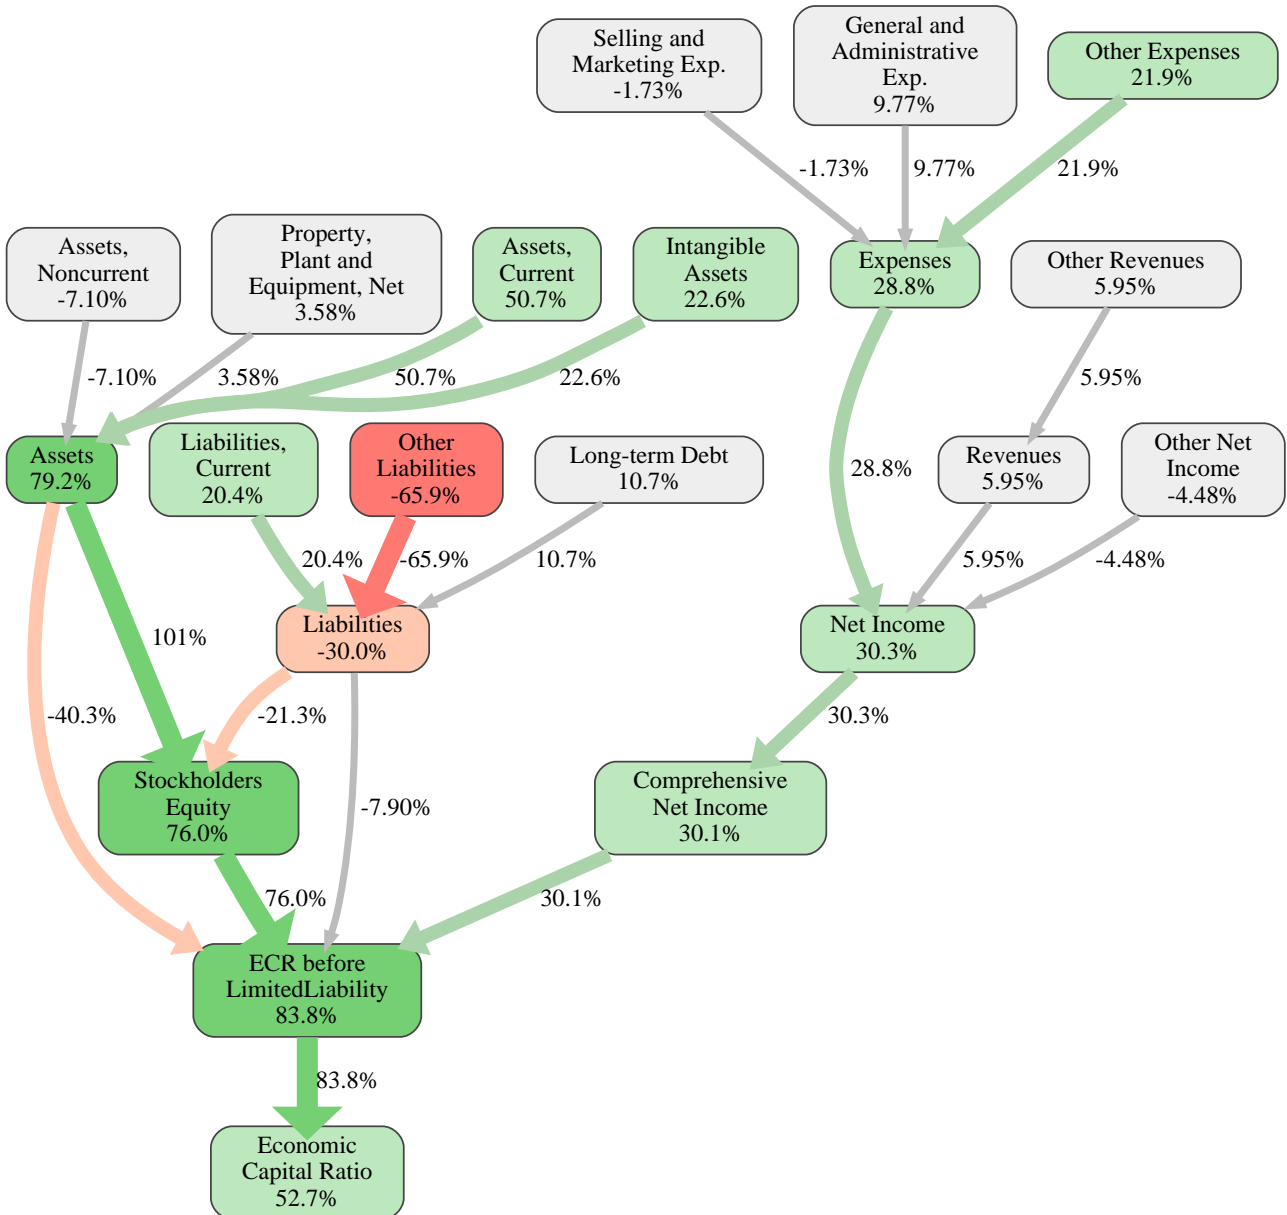 Selling and
Marketing Exp.
-1.73%
General and
Administrative
Exp.
9.77%
Other Expenses
21.9%
-1.73%
9.77%
21.9%
Assets,
Noncurrent
-7.10%
Property,
Plant and
Equipment, Net
3.58%
Assets,
Current
50.7%
Intangible
Assets
22.6%
Expenses
28.8%
Other Revenues
5.95%
-7.10%
3.58%
50.7%
22.6%
5.95%
Assets
79.2%
Liabilities,
Current
20.4%
Other
Liabilities
-65.9%
Long-term Debt
10.7%
28.8%
Revenues
5.95%
Other Net
Income
-4.48%
20.4%
-65.9%
10.7%
5.95%
-4.48%
101%
Liabilities
-30.0%
Net Income
30.3%
-40.3%
-21.3%
30.3%
Stockholders
Equity
76.0%
-7.90%
Comprehensive
Net Income
30.1%
76.0%
30.1%
ECR before
LimitedLiability
83.8%
83.8%
Economic
Capital Ratio
52.7%